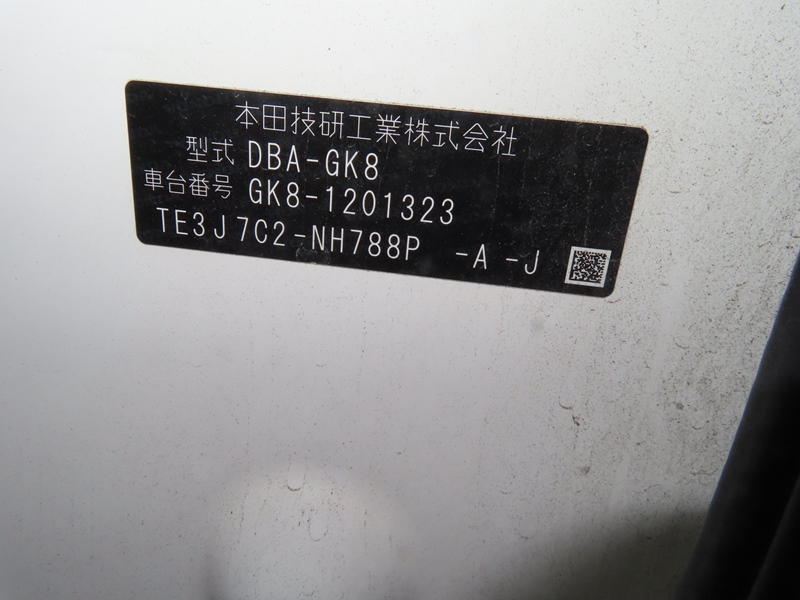 本田技研工業株式会社
型式 DBA-GK8
車台番号 GK8-1201323
TE3J7C2-NH788P -A -J